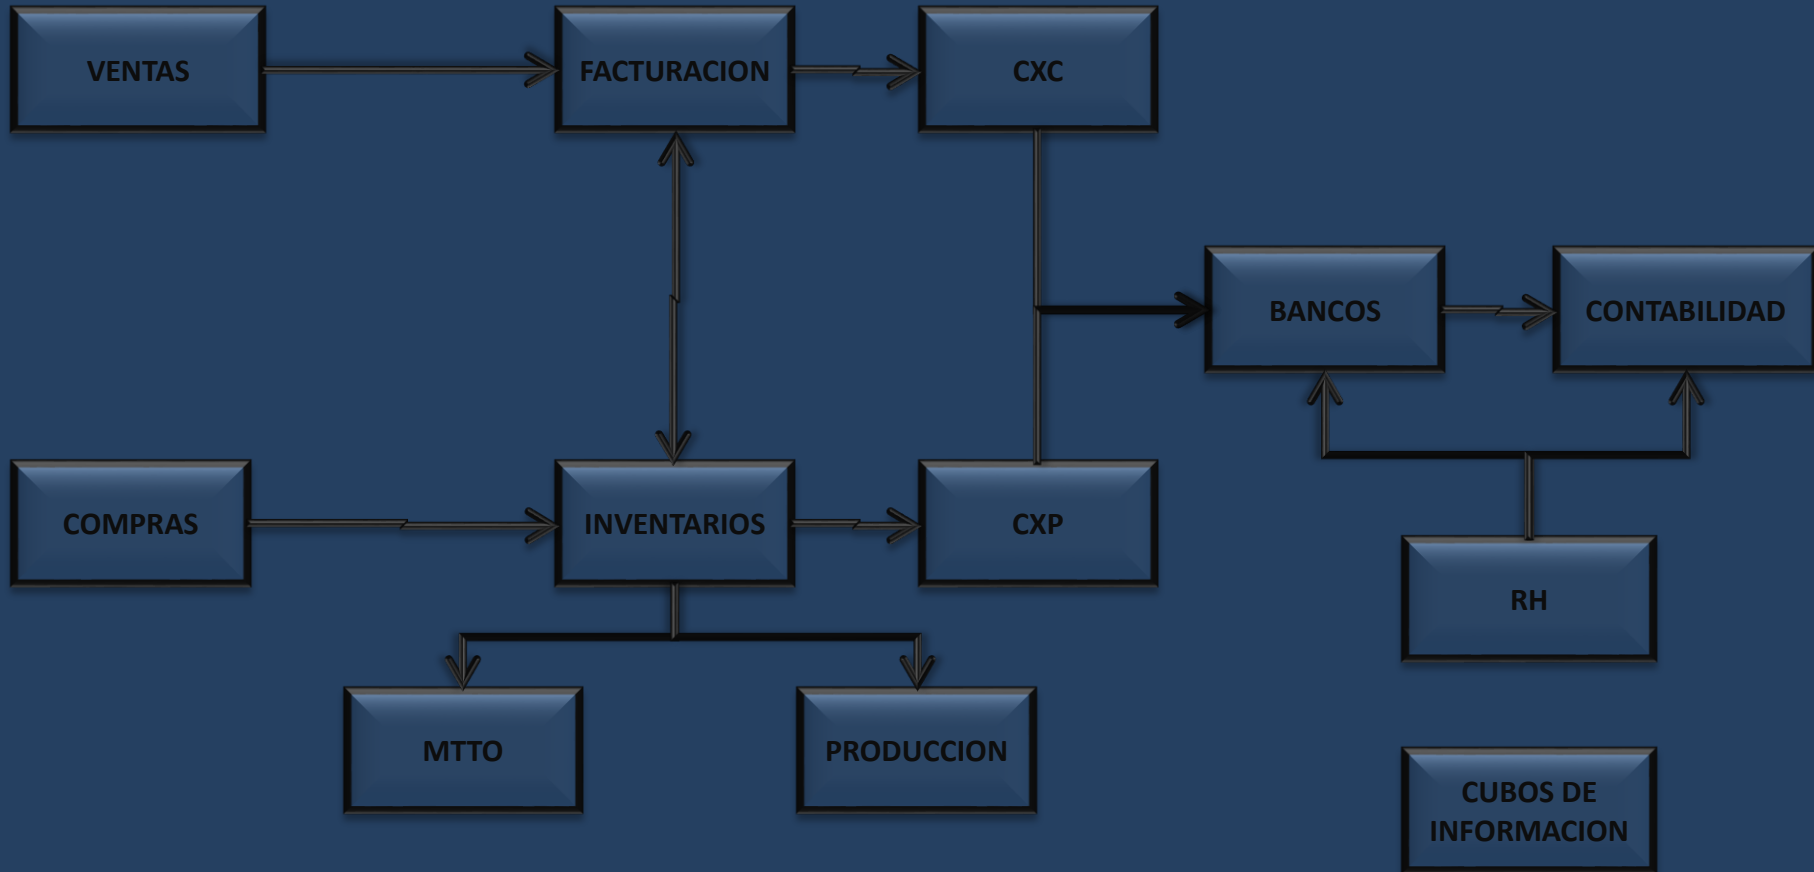 VENTAS
FACTURACION
CXC
BANCOS
CONTABILIDAD
COMPRAS
INVENTARIOS
CXP
RH
MTTO
PRODUCCION
CUBOS DE
INFORMACION